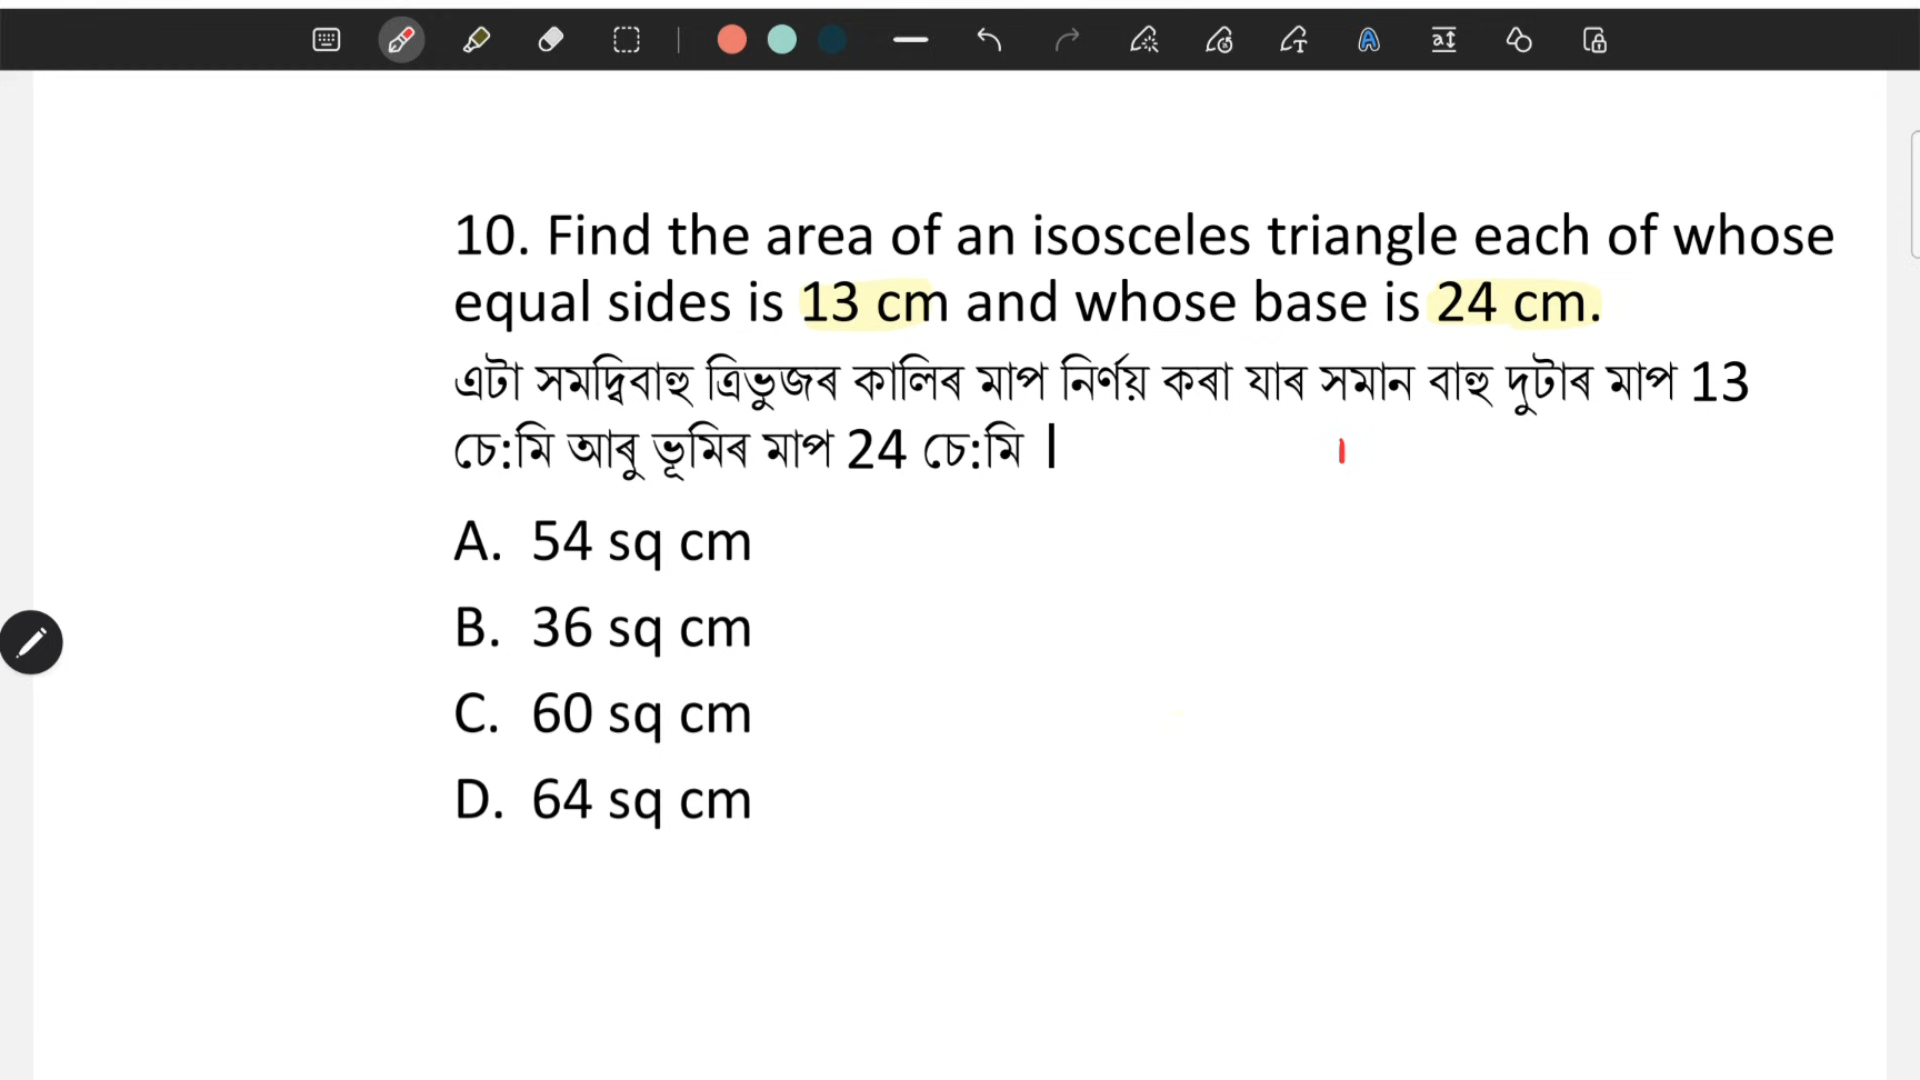 10. Find the area of an isosceles triangle each of whose
equal sides is 13 cm and whose base is 24 cm.
এটা সমদ্বিবাহু ত্ৰিভুজৰ কালিৰ মাপ নিৰ্ণয় কৰা যাৰ সমান বাহু দুটাৰ মাপ 13
চে:মি আৰু ভূমিৰ মাপ 24 চে:মি |
A. 54 sq cm
B. 36 sq cm
C. 60 sq cm
D. 64 sq cm